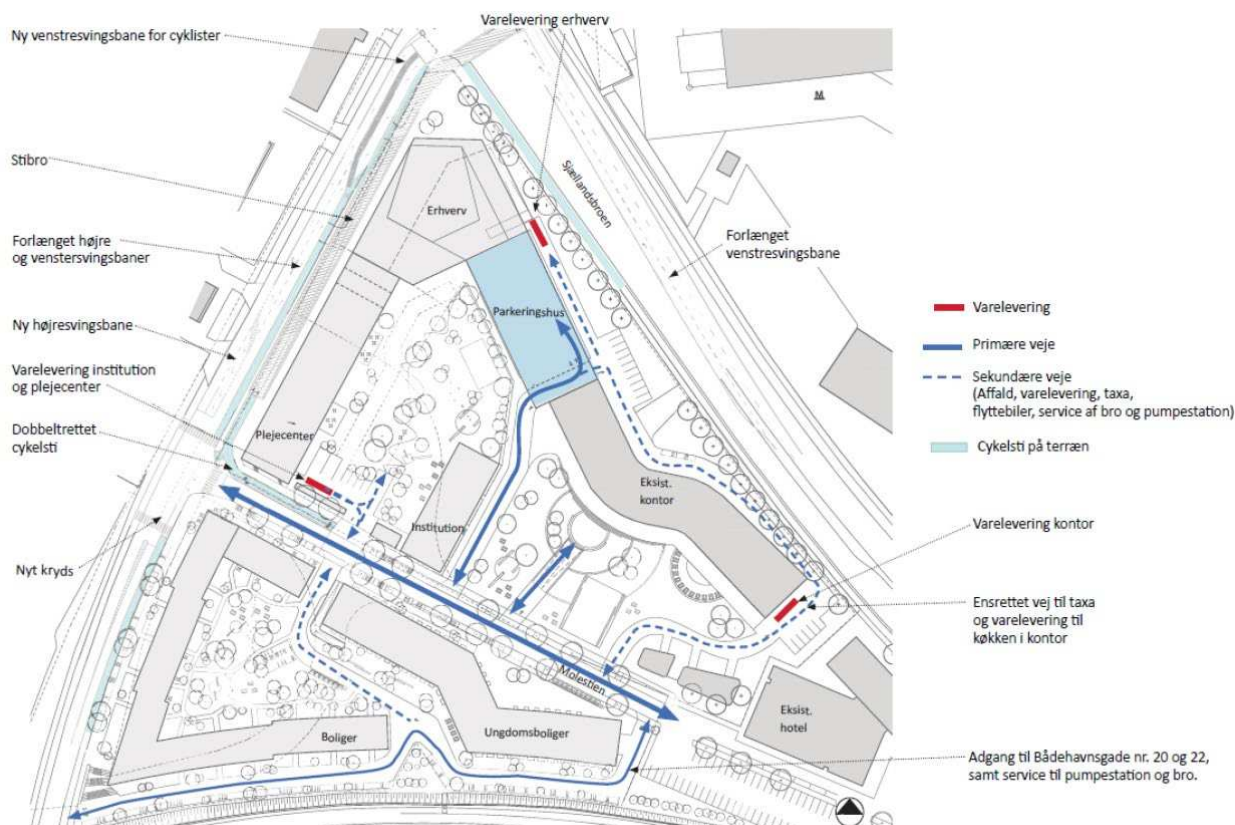 Varelevering erhverv
Ny venstresvingsbane for cyklister
Stibro
Forlænget højre
og venstersvingsbaner
Ny højresvingsbane
Varelevering institution
og plejecenter
Dobbeltrettet
cykelsti
Nyt kryds
Erhverv
Sjællandsbroen
Parkeringshus
Plejecenter
Institution
Eksist.
kontor
Molestien
Boliger
Ungdomsboliger
Eksist.
hotel
M
Forlænget
venstresvingsbane
Varelevering
Primære veje
Sekundære veje
(Affald, varelevering, taxa,
flyttebiler, service af bro og pumpestation)
Cykelsti på terræn
Varelevering kontor
Ensrettet vej til taxa
og varelevering til
køkken i kontor
Adgang til Bådehavnsgade nr. 20 og 22,
samt service til pumpestation og bro.